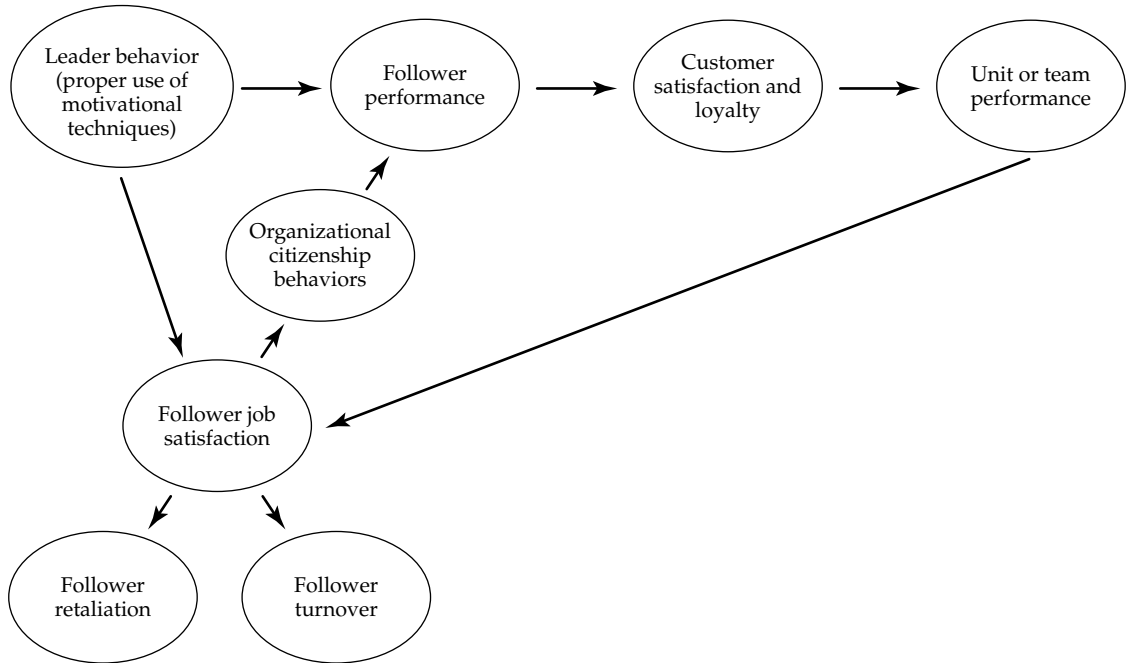 Leader behavior
(proper use of
motivational
techniques)
Follower
performance
Customer
satisfaction and
loyalty
Unit or team
performance
Organizational
citizenship
behaviors
Follower job
satisfaction
Follower
retaliation
Follower
turnover